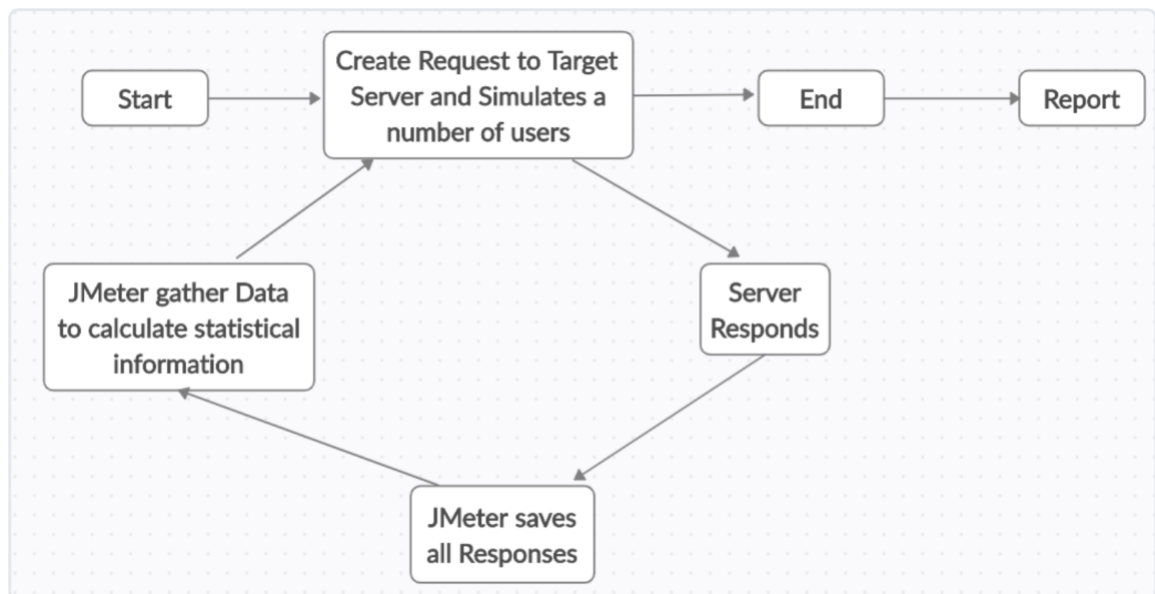 Start
Create Request to Target
Server and Simulates a
number of users
End
Report
JMeter gather Data
to calculate statistical
information
Server
Responds
JMeter saves
all Responses